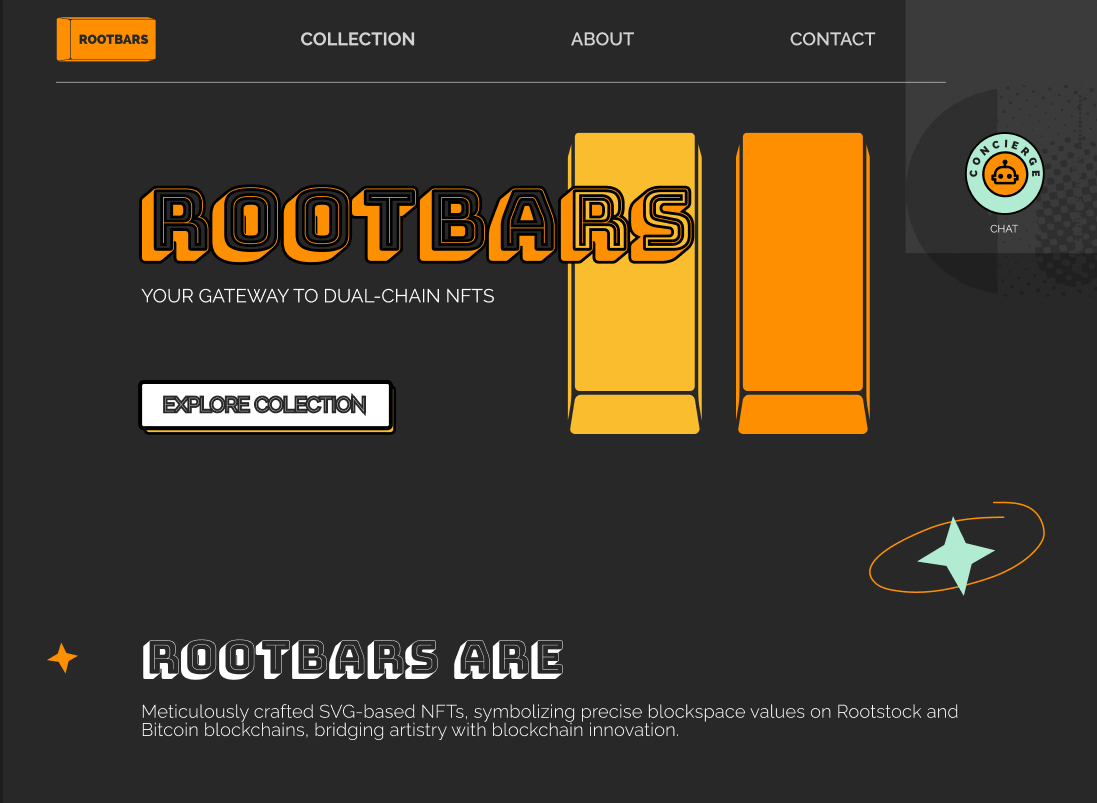 ROOTBARS
COLLECTION
ABOUT
CONTACT
CONCIERGE
CHAT
ROOTBARS
YOUR GATEWAY TO DUAL-CHAIN NFTS
EXPLORE COLECTION
ROOTBARS ARE
Meticulously crafted SVG-based NFTs, symbolizing precise blockspace values on Rootstock and
Bitcoin blockchains, bridging artistry with blockchain innovation.